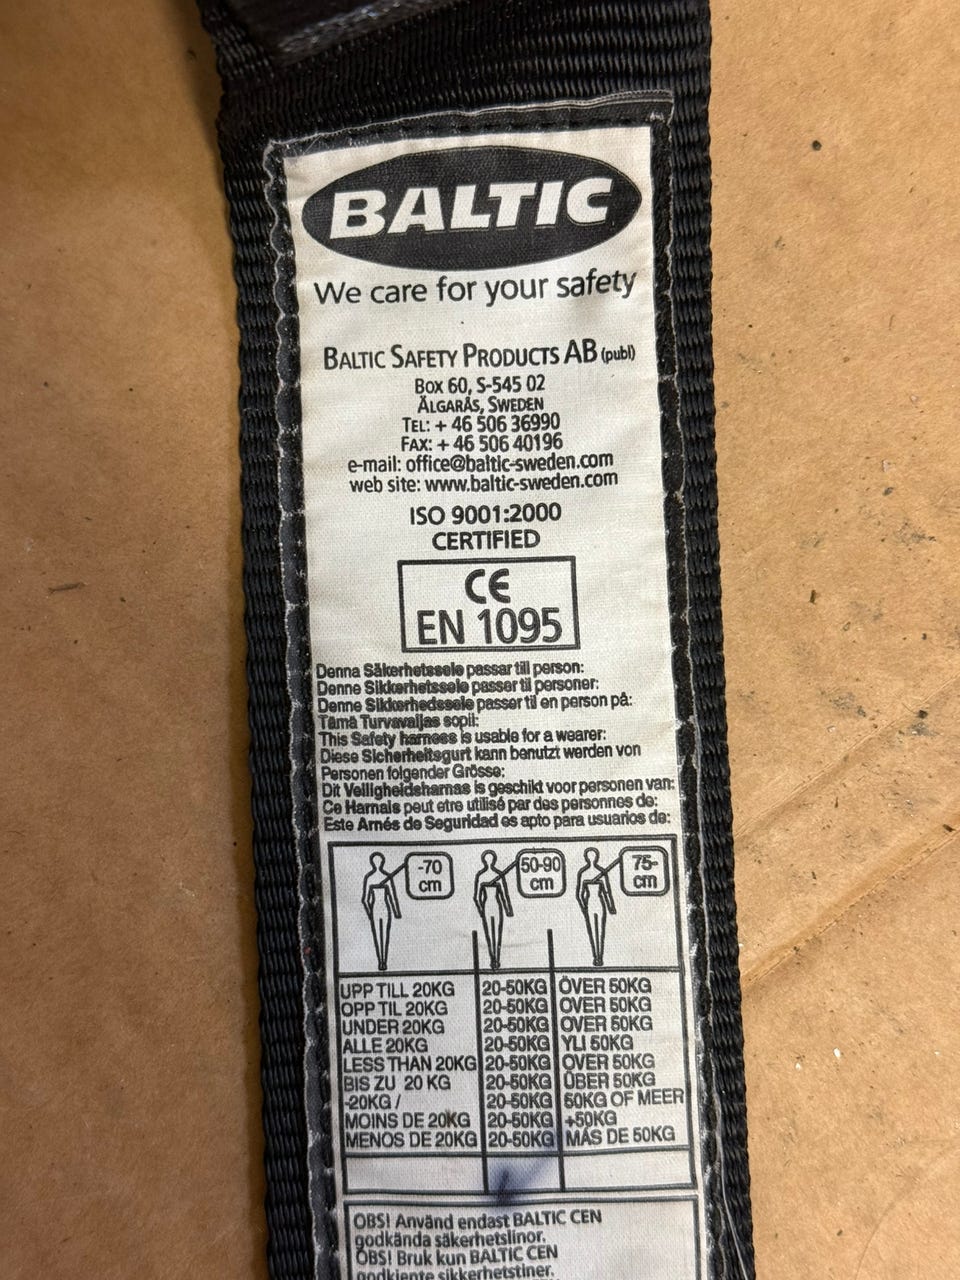 BALTIC
We care for your safety
BALTIC SAFETY PRODUCTS AB (publ)
BOX 60, S-545 02
ÄLGARÅS, SWEDEN
TEL: + 46 506 36990
FAX: + 46 506 40196
e-mail: office@baltic-sweden.com
web site: www.baltic-sweden.com
ISO 9001:2000
CERTIFIED
CE
EN 1095
Denna Säkerhetssele passar till person:
Denne Sikkerhetssele passer til personer:
Denne Sikkerhedssele passer til en person på:
Tämä Turvavaljas sopii:
This Safety harness is usable for a wearer:
Diese Sicherheitsgurt kann benutzt werden von
Personen folgender Grösse:
Dit Veiligheidsharnas is geschikt voor personen van:
Ce Harnais peut etre utilisé par des personnes de:
Este Arnés de Seguridad es apto para usuarios de:
-70 cm 50-90 cm 75- cm
UPP TILL 20KG 20-50KG ÖVER 50KG
OPP TIL 20KG 20-50KG OVER 50KG
UNDER 20KG 20-50KG OVER 50KG
ALLE 20KG 20-50KG YLI 50KG
LESS THAN 20KG 20-50KG OVER 50KG
BIS ZU 20 KG 20-50KG ÜBER 50KG
-20KG / 20-50KG 50KG OF MEER
MOINS DE 20KG 20-50KG +50KG
MENOS DE 20KG 20-50KG MÁS DE 50KG
OBS! Använd endast BALTIC CEN
godkända säkerhetslinor.
OBS! Bruk kun BALTIC CEN
godkjente sikkerhetstiner.